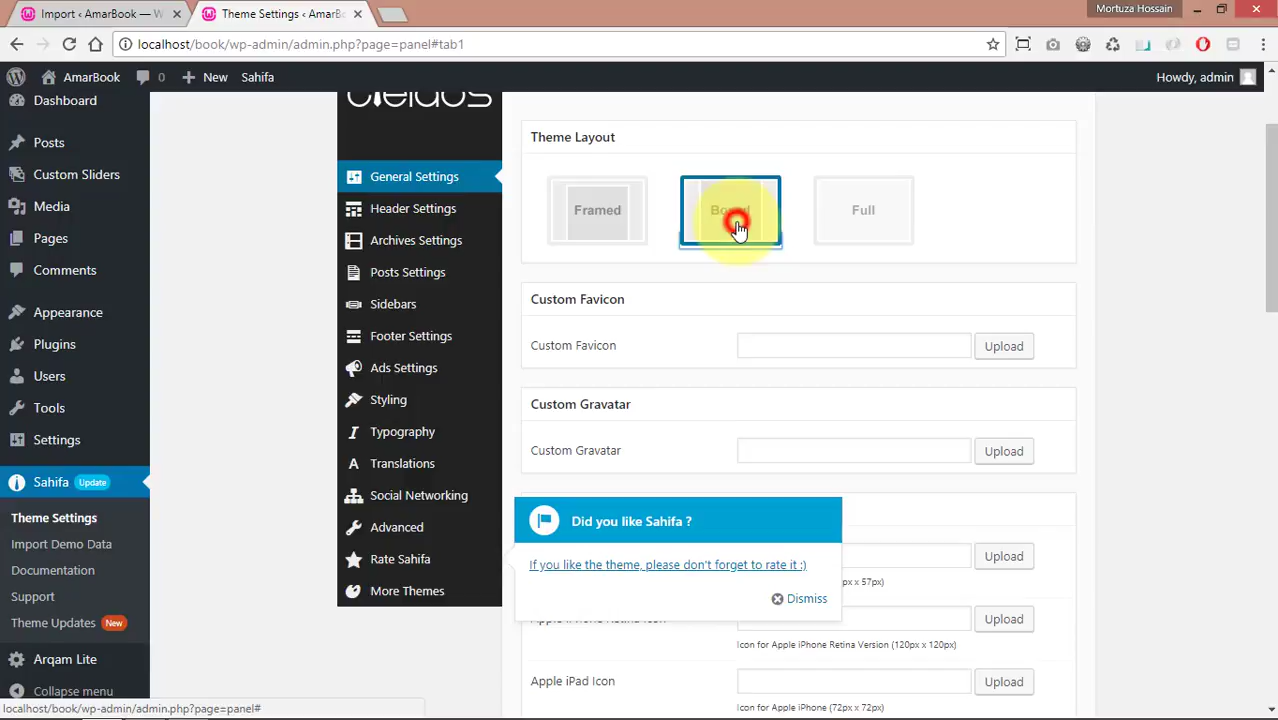 Mortuza Hossain
Import ‹ AmarBook — W
Theme Settings ‹ AmarBo
localhost/book/wp-admin/admin.php?page=panel#tab1
AmarBook
0
New
Sahifa
Howdy, admin
Dashboard
Posts
Custom Sliders
Media
Pages
Comments
Appearance
Plugins
Users
Tools
Settings
Sahifa Update
Theme Settings
Import Demo Data
Documentation
Support
Theme Updates New
Arqam Lite
Collapse menu
General Settings
Header Settings
Archives Settings
Posts Settings
Sidebars
Footer Settings
Ads Settings
Styling
Typography
Translations
Social Networking
Advanced
Rate Sahifa
More Themes
Theme Layout
Framed
Full
Custom Favicon
Custom Favicon
Upload
Custom Gravatar
Custom Gravatar
Upload
Did you like Sahifa ?
If you like the theme, please don't forget to rate it :)
Dismiss
Upload
px x 57px)
Upload
Icon for Apple iPhone Retina Version (120px x 120px)
Apple iPad Icon
Upload
Icon for Apple iPhone (72px x 72px)
localhost/book/wp-admin/admin.php?page=panel#